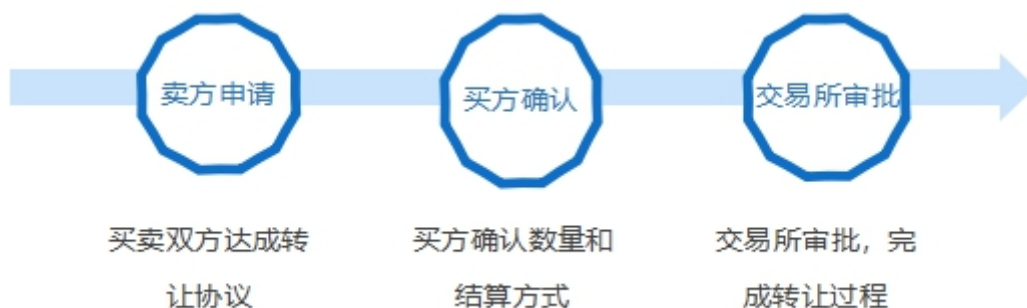 卖方申请
买方确认
交易所审批
买卖双方达成转
让协议
买方确认数量和
结算方式
交易所审批，完
成转让过程